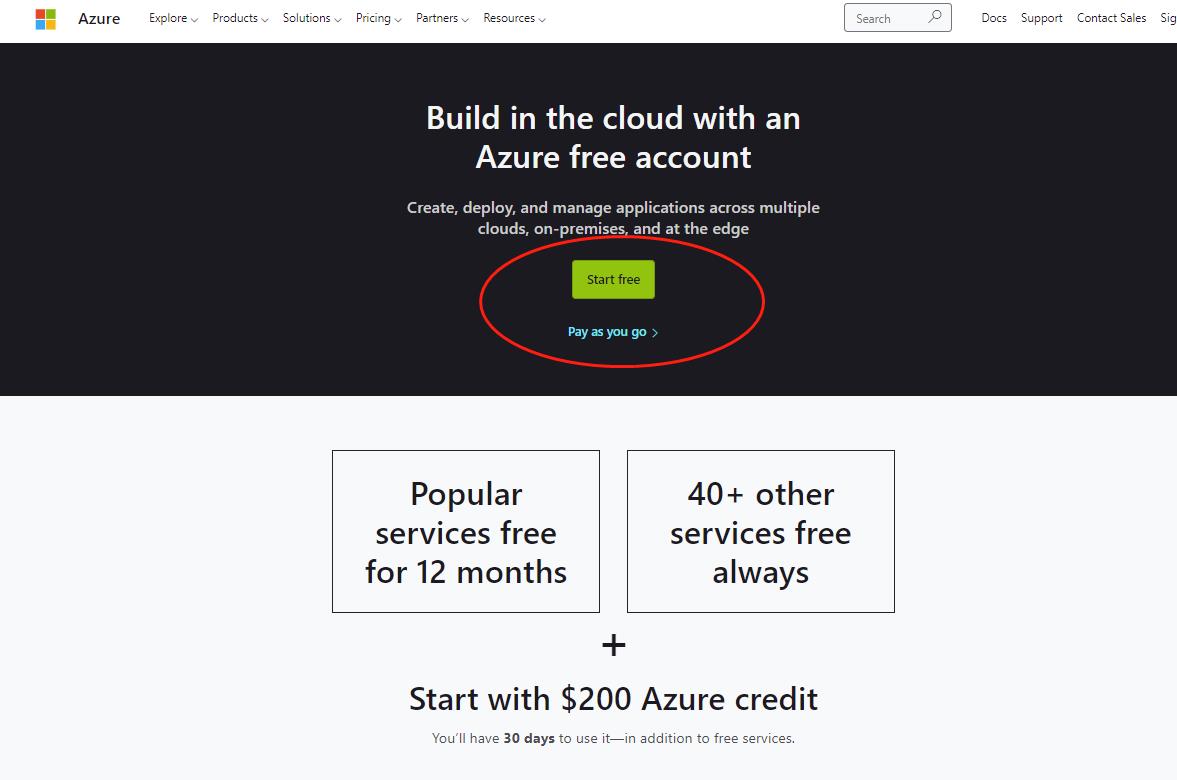 Azure Explore Products Solutions Pricing Partners Resources Search Docs Support Contact Sales
Build in the cloud with an
Azure free account
Create, deploy, and manage applications across multiple
clouds, on-premises, and at the edge
Start free
Pay as you go
Popular
services free
for 12 months
40+ other
services free
always
+
Start with $200 Azure credit
You'll have 30 days to use it—in addition to free services.